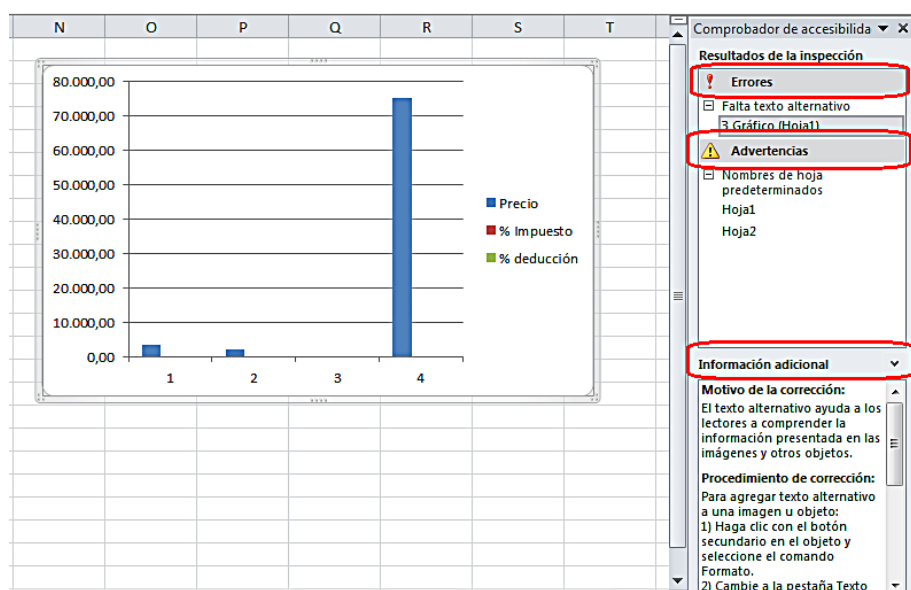 N O P Q R S T
Comprobador de accesibilida
Resultados de la inspección
Errores
Falta texto alternativo
3 Gráfico (Hoja1)
Advertencias
Nombres de hoja
predeterminados
Hoja1
Hoja2
80.000,00
70.000,00
60.000,00
50.000,00
40.000,00
30.000,00
20.000,00
10.000,00
0,00
1 2 3 4
Precio
% Impuesto
% deducción
Información adicional
Motivo de la corrección:
El texto alternativo ayuda a los
lectores a comprender la
información presentada en las
imágenes y otros objetos.
Procedimiento de corrección:
Para agregar texto alternativo
a una imagen u objeto:
1) Haga clic con el botón
secundario en el objeto y
seleccione el comando
Formato.
2) Cambie a la pestaña Texto